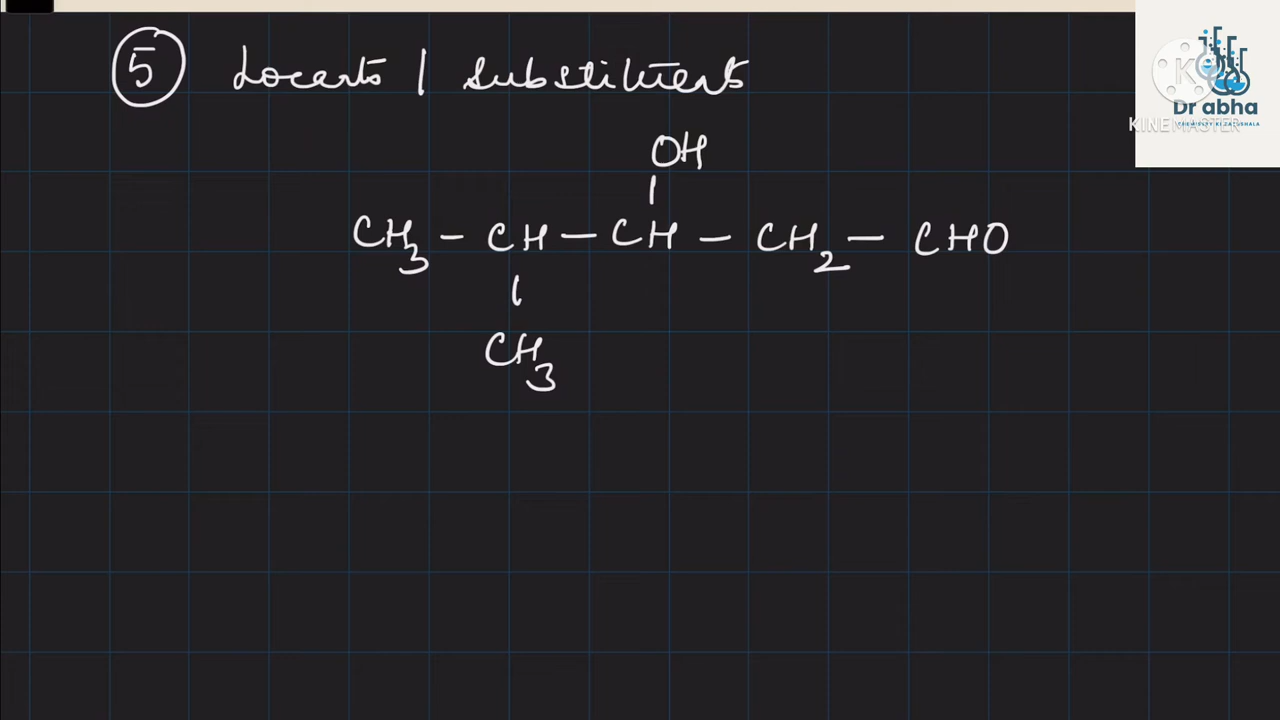 ⑤ Locants / Substituents
OH
|
CH₃ – CH – CH – CH₂ – CHO
|
CH₃
Dr abha
KINEMASTER